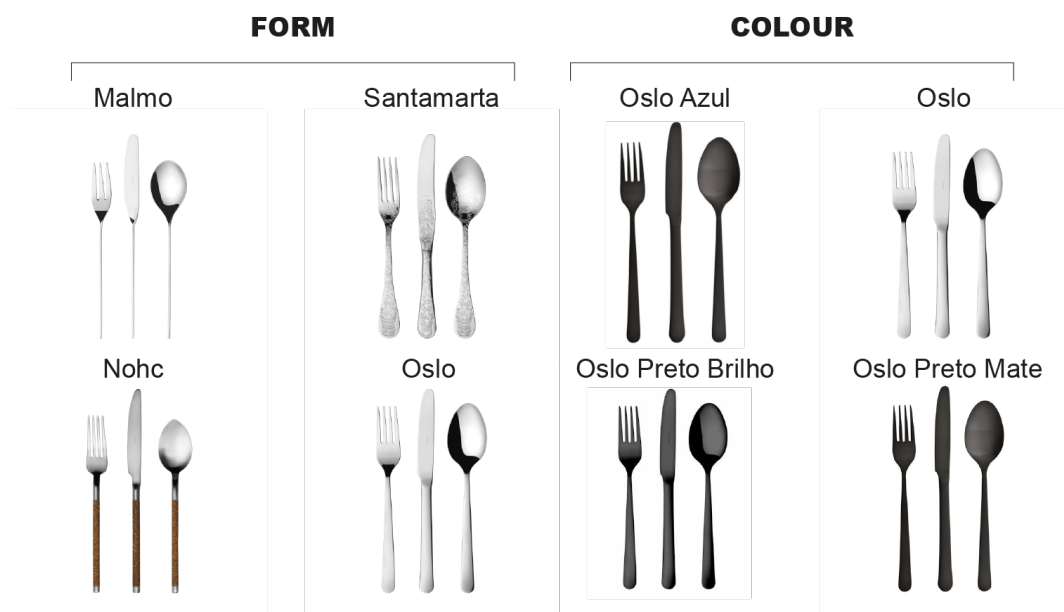 FORM
COLOUR
Malmo
Santamarta
Oslo Azul
Oslo
Nohc
Oslo
Oslo Preto Brilho
Oslo Preto Mate